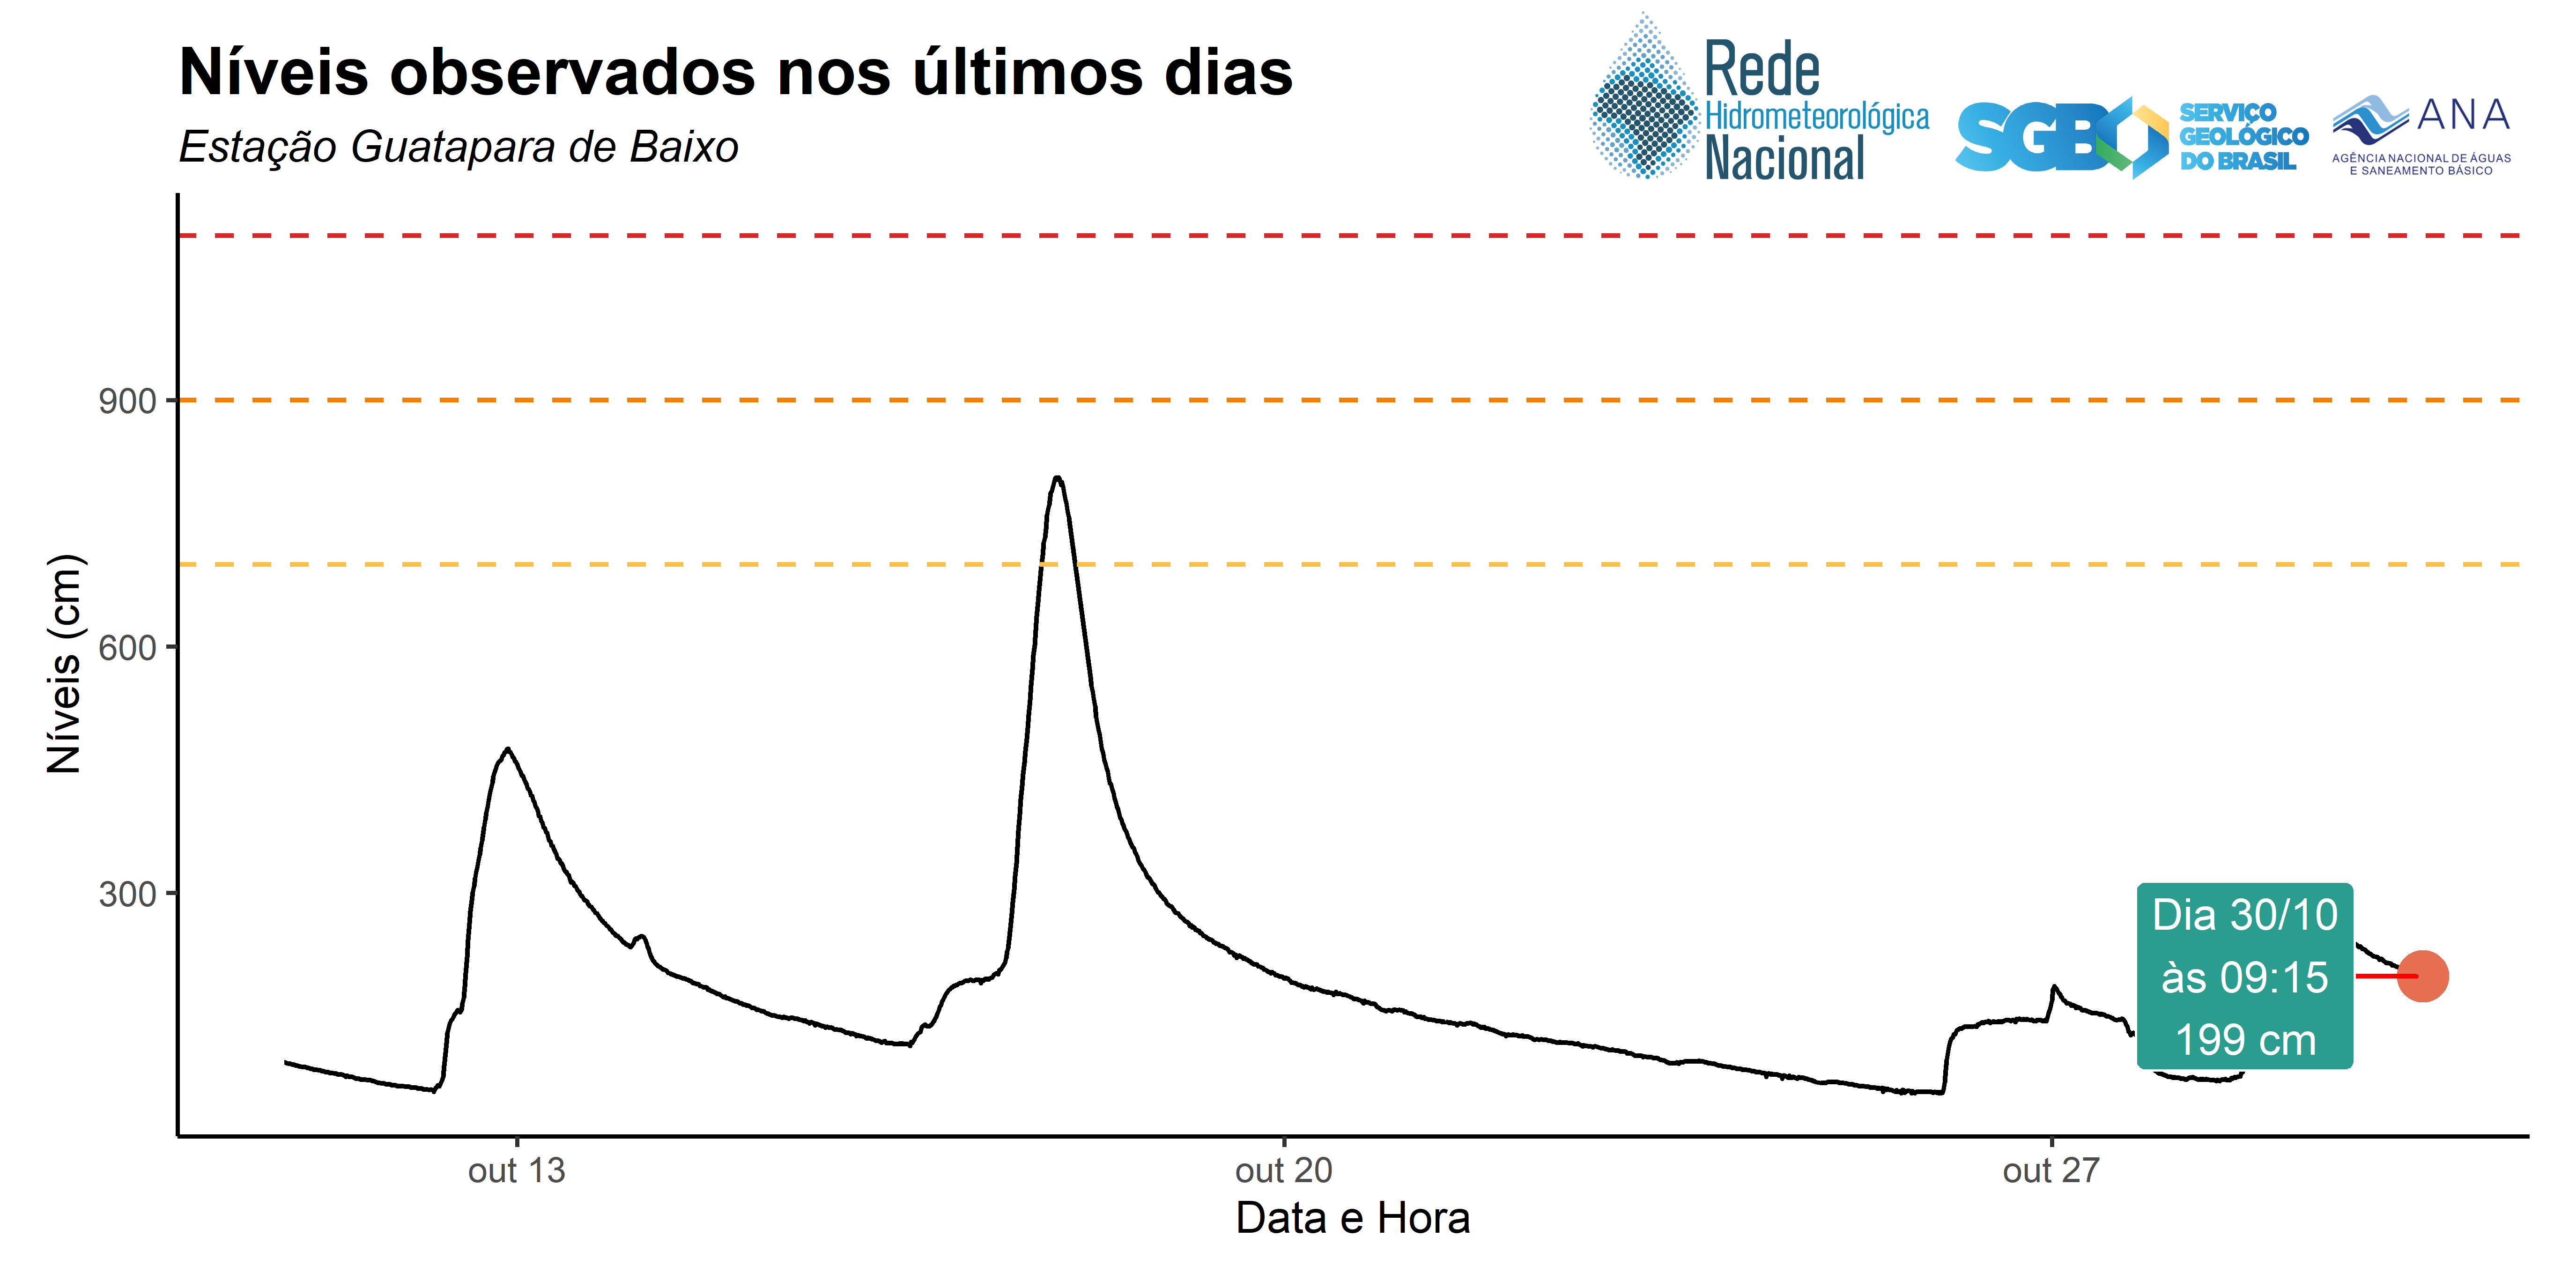 Níveis observados nos últimos dias
Estação Guatapara de Baixo
Rede
Hidrometeorológica
Nacional
SGB
SERVIÇO
GEOLÓGICO
DO BRASIL
ANA
AGÊNCIA NACIONAL DE ÁGUAS
E SANEAMENTO BÁSICO
Níveis (cm)
900
600
300
Dia 30/10
às 09:15
199 cm
out 13
out 20
out 27
Data e Hora